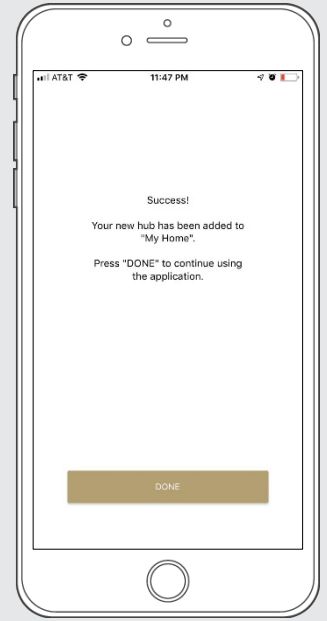 AT&T 11:47 PM
Success!
Your new hub has been added to
"My Home".
Press "DONE" to continue using
the application.
DONE